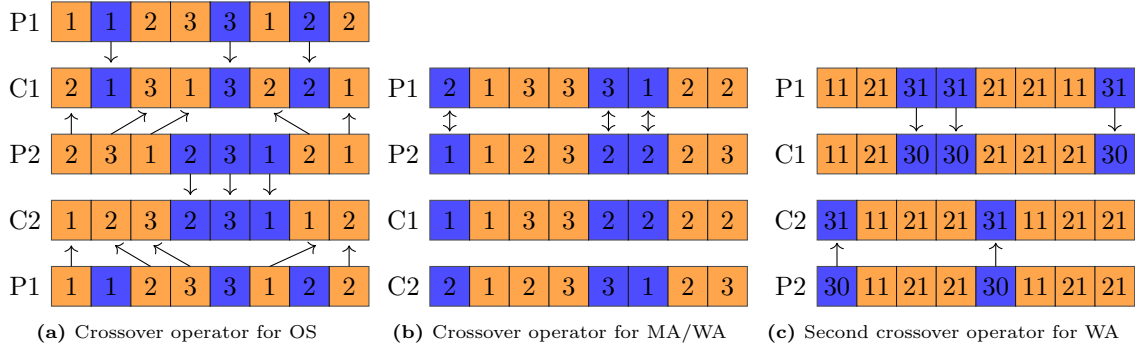 P1 1 1 2 3 3 1 2 2
C1 2 1 3 1 3 2 2 1
P2 2 3 1 2 3 1 2 1
C2 1 2 3 2 3 1 1 2
P1 1 1 2 3 3 1 2 2
(a) Crossover operator for OS
P1 2 1 3 3 3 1 2 2
P2 1 1 2 3 2 2 2 3
C1 1 1 3 3 2 2 2 2
C2 2 1 2 3 3 1 2 3
(b) Crossover operator for MA/WA
P1 11 21 31 31 21 21 11 31
C1 11 21 30 30 21 21 21 30
C2 31 11 21 21 31 11 21 21
P2 30 11 21 21 30 11 21 21
(c) Second crossover operator for WA